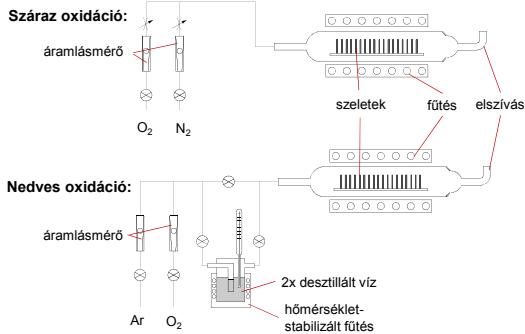 Száraz oxidáció:
áramlásmérő
O2 N2
szeletek fűtés elszívás
Nedves oxidáció:
áramlásmérő
2x desztillált víz
hőmérséklet-
stabilizált fűtés
Ar O2